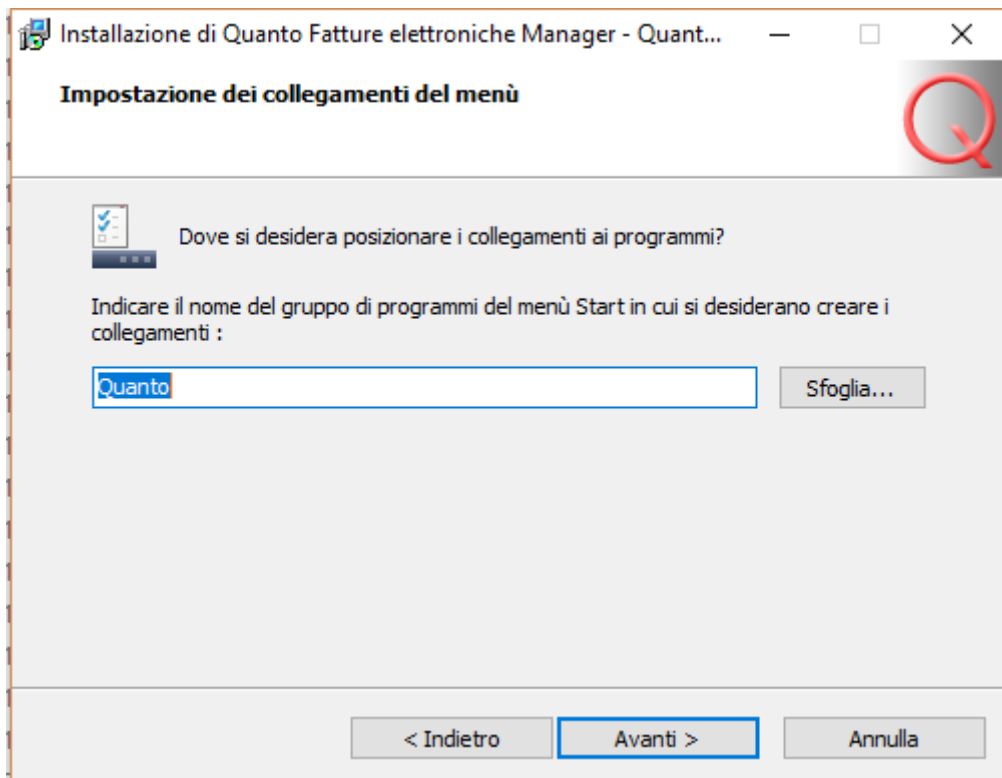 Installazione di Quanto Fatture elettroniche Manager - Quant...
Impostazione dei collegamenti del menù
Q
Dove si desidera posizionare i collegamenti ai programmi?
Indicare il nome del gruppo di programmi del menù Start in cui si desiderano creare i
collegamenti :
Quanto
Sfoglia...
< Indietro
Avanti >
Annulla